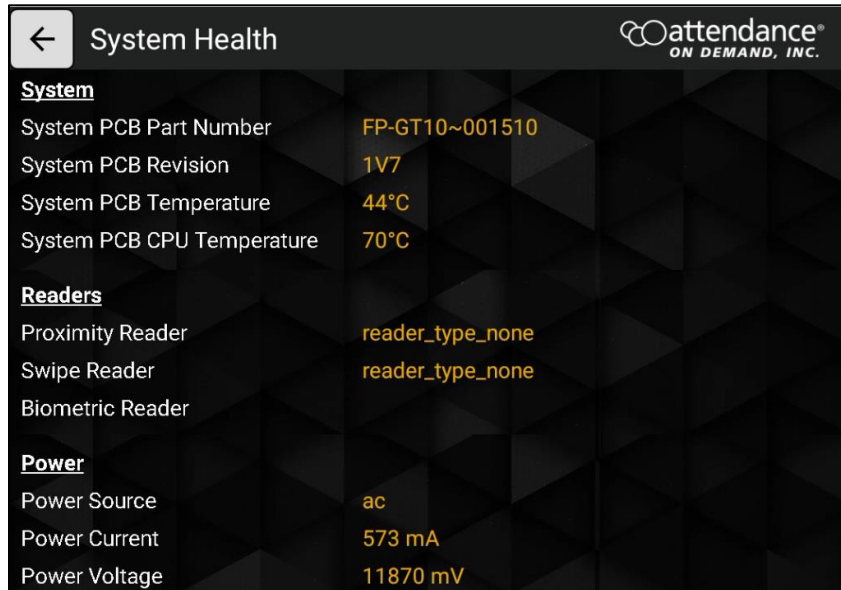 System Health
attendance®
ON DEMAND, INC.
System
System PCB Part Number FP-GT10~001510
System PCB Revision 1V7
System PCB Temperature 44°C
System PCB CPU Temperature 70°C
Readers
Proximity Reader reader_type_none
Swipe Reader reader_type_none
Biometric Reader
Power
Power Source ac
Power Current 573 mA
Power Voltage 11870 mV